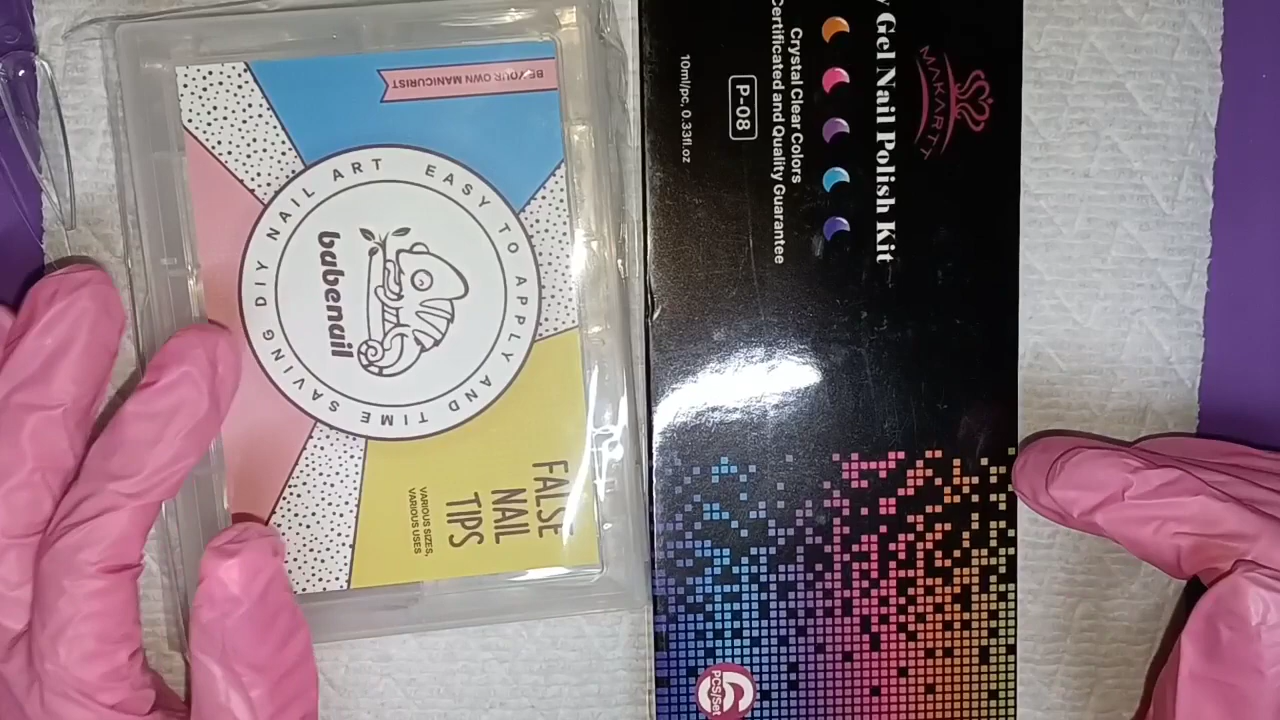 BE YOUR OWN MANICURIST
DIY NAIL ART
EASY TO APPLY AND TIME SAVING
babenail
FALSE
NAIL
TIPS
VARIOUS SIZES,
VARIOUS USES
MAKARTT
y Gel Nail Polish Kit
Crystal Clear Colors
Certificated and Quality Guarantee
P-08
10ml/pc, 0.33fl.oz
6
PCS/Set